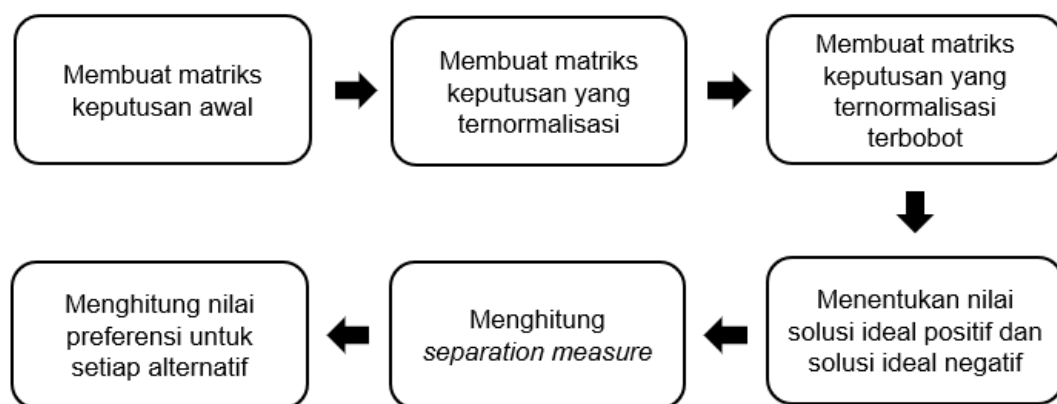 Membuat matriks
keputusan awal
Membuat matriks
keputusan yang
ternormalisasi
Membuat matriks
keputusan yang
ternormalisasi
terbobot
Menentukan nilai
solusi ideal positif dan
solusi ideal negatif
Menghitung
separation measure
Menghitung nilai
preferensi untuk
setiap alternatif